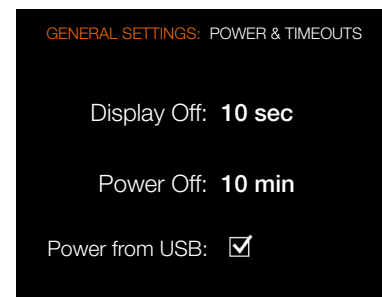 GENERAL SETTINGS: POWER & TIMEOUTS
Display Off: 10 sec
Power Off: 10 min
Power from USB: ☑